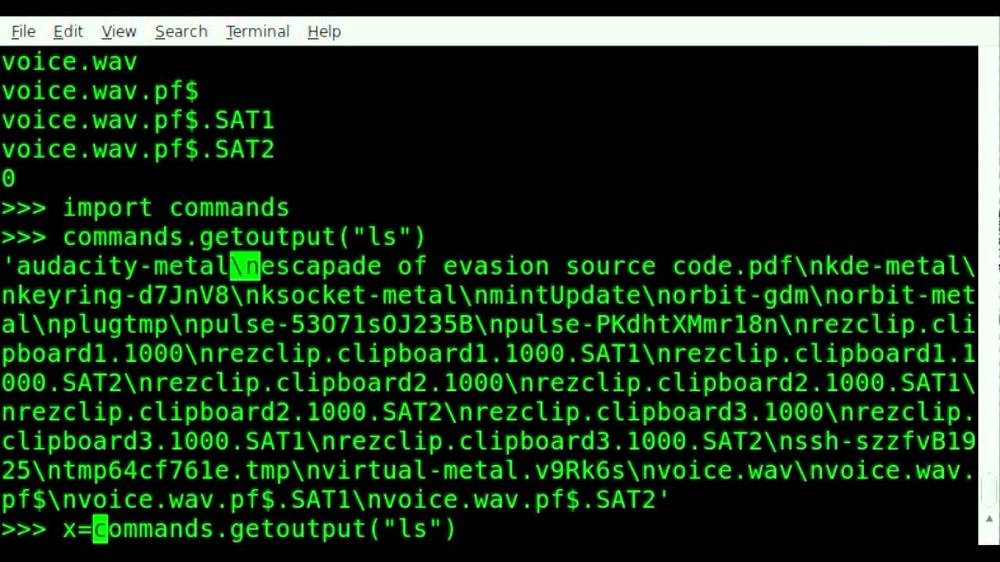 File Edit View Search Terminal Help
voice.wav
voice.wav.pf$
voice.wav.pf$.SAT1
voice.wav.pf$.SAT2
0
>>> import commands
>>> commands.getoutput("ls")
'audacity-metal\nescapade of evasion source code.pdf\nkde-metal\
nkeyring-d7JnV8\nksocket-metal\nmintUpdate\norbit-gdm\norbit-met
al\nplugtmp\npulse-53O71sOJ235B\npulse-PKdhtXMmr18n\nrezclip.cli
pboard1.1000\nrezclip.clipboard1.1000.SAT1\nrezclip.clipboard1.1
000.SAT2\nrezclip.clipboard2.1000\nrezclip.clipboard2.1000.SAT1\
nrezclip.clipboard2.1000.SAT2\nrezclip.clipboard3.1000\nrezclip.
clipboard3.1000.SAT1\nrezclip.clipboard3.1000.SAT2\nssh-szzfvB19
25\ntmp64cf761e.tmp\nvirtual-metal.v9Rk6s\nvoice.wav\nvoice.wav.
pf$\nvoice.wav.pf$.SAT1\nvoice.wav.pf$.SAT2'
>>> x=commands.getoutput("ls")